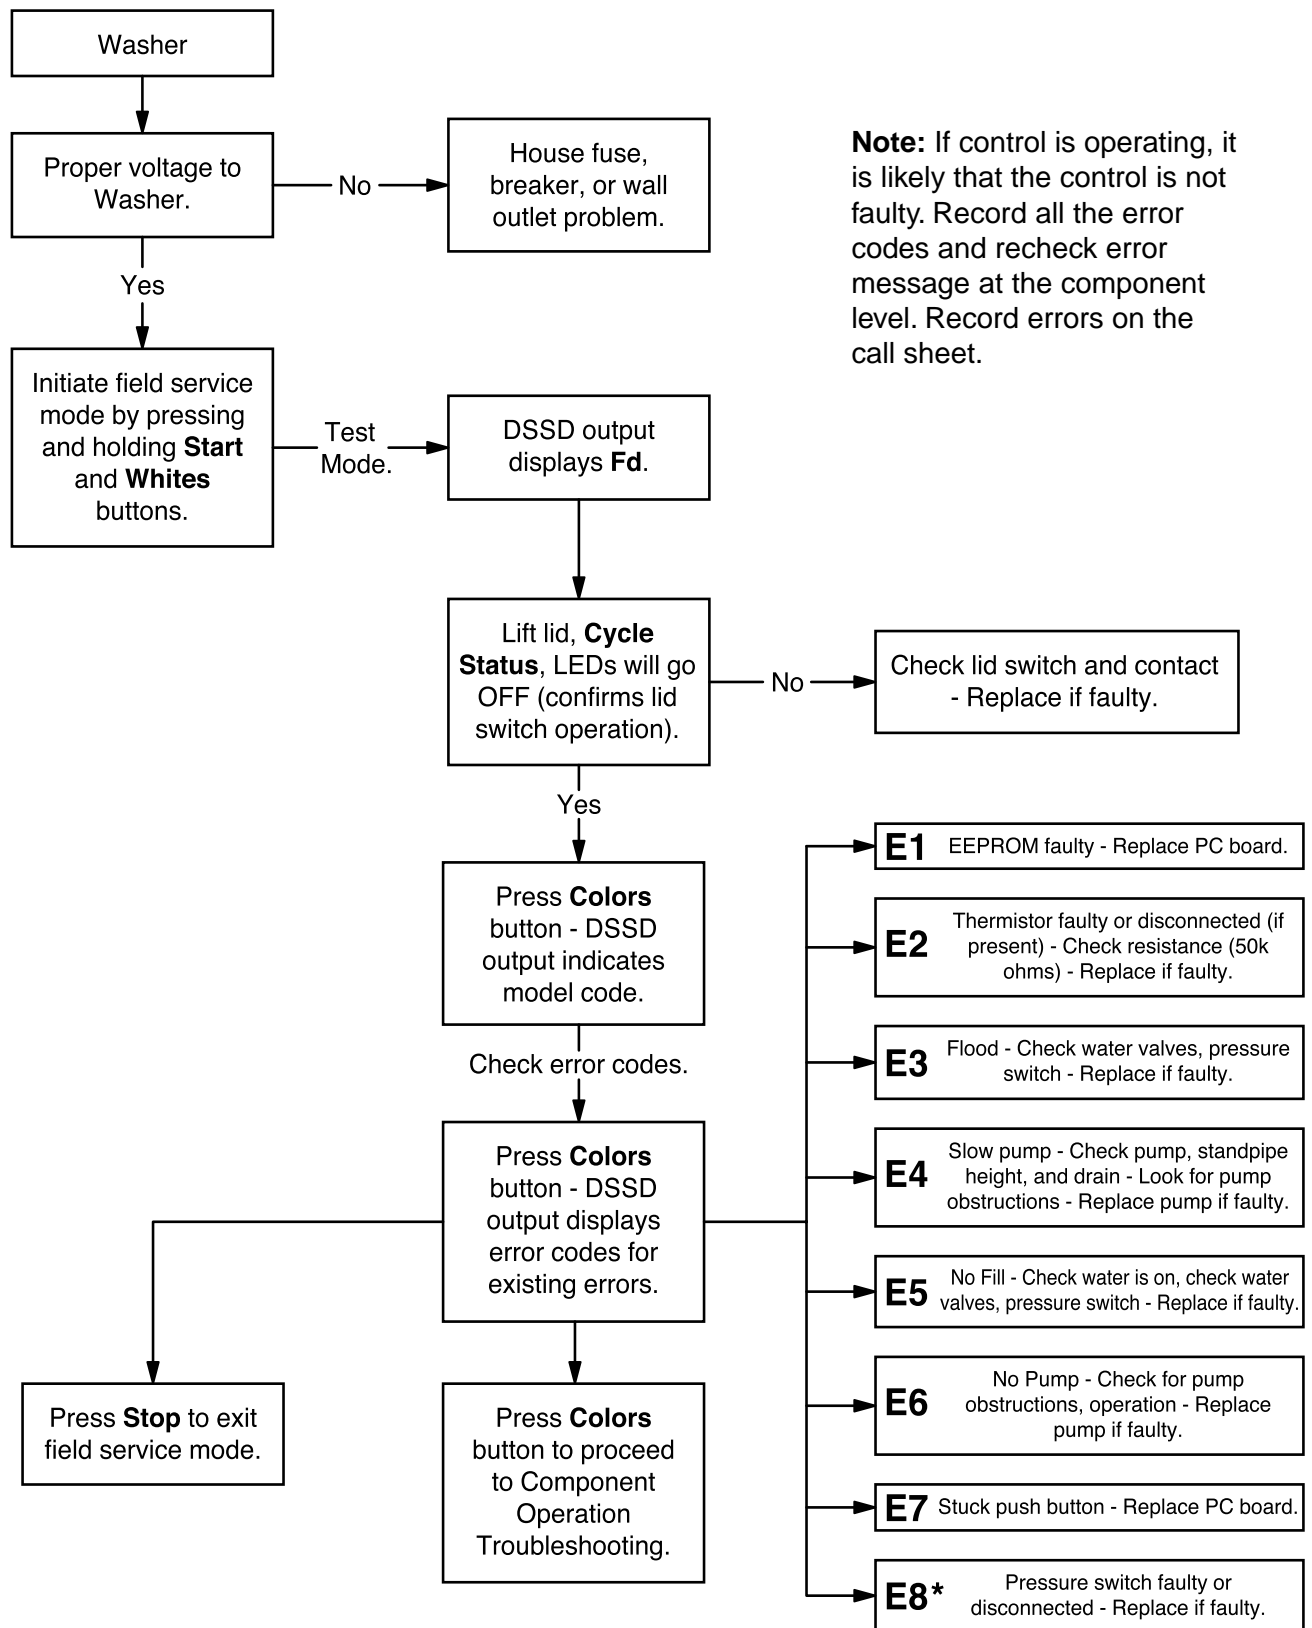 Washer
Proper voltage to
Washer.
No
House fuse,
breaker, or wall
outlet problem.
Note: If control is operating, it
is likely that the control is not
faulty. Record all the error
codes and recheck error
message at the component
level. Record errors on the
call sheet.
Yes
Initiate field service
mode by pressing
and holding Start
and Whites
buttons.
Test
Mode.
DSSD output
displays Fd.
Lift lid, Cycle
Status, LEDs will go
OFF (confirms lid
switch operation).
No
Check lid switch and contact
- Replace if faulty.
Yes
Press Colors
button - DSSD
output indicates
model code.
Check error codes.
Press Colors
button - DSSD
output displays
error codes for
existing errors.
Press Stop to exit
field service mode.
Press Colors
button to proceed
to Component
Operation
Troubleshooting.
E1 EEPROM faulty - Replace PC board.
E2
Thermistor faulty or disconnected (if
present) - Check resistance (50k
ohms) - Replace if faulty.
E3
Flood - Check water valves, pressure
switch - Replace if faulty.
E4
Slow pump - Check pump, standpipe
height, and drain - Look for pump
obstructions - Replace pump if faulty.
E5
No Fill - Check water is on, check water
valves, pressure switch - Replace if faulty.
E6
No Pump - Check for pump
obstructions, operation - Replace
pump if faulty.
E7 Stuck push button - Replace PC board.
E8*
Pressure switch faulty or
disconnected - Replace if faulty.